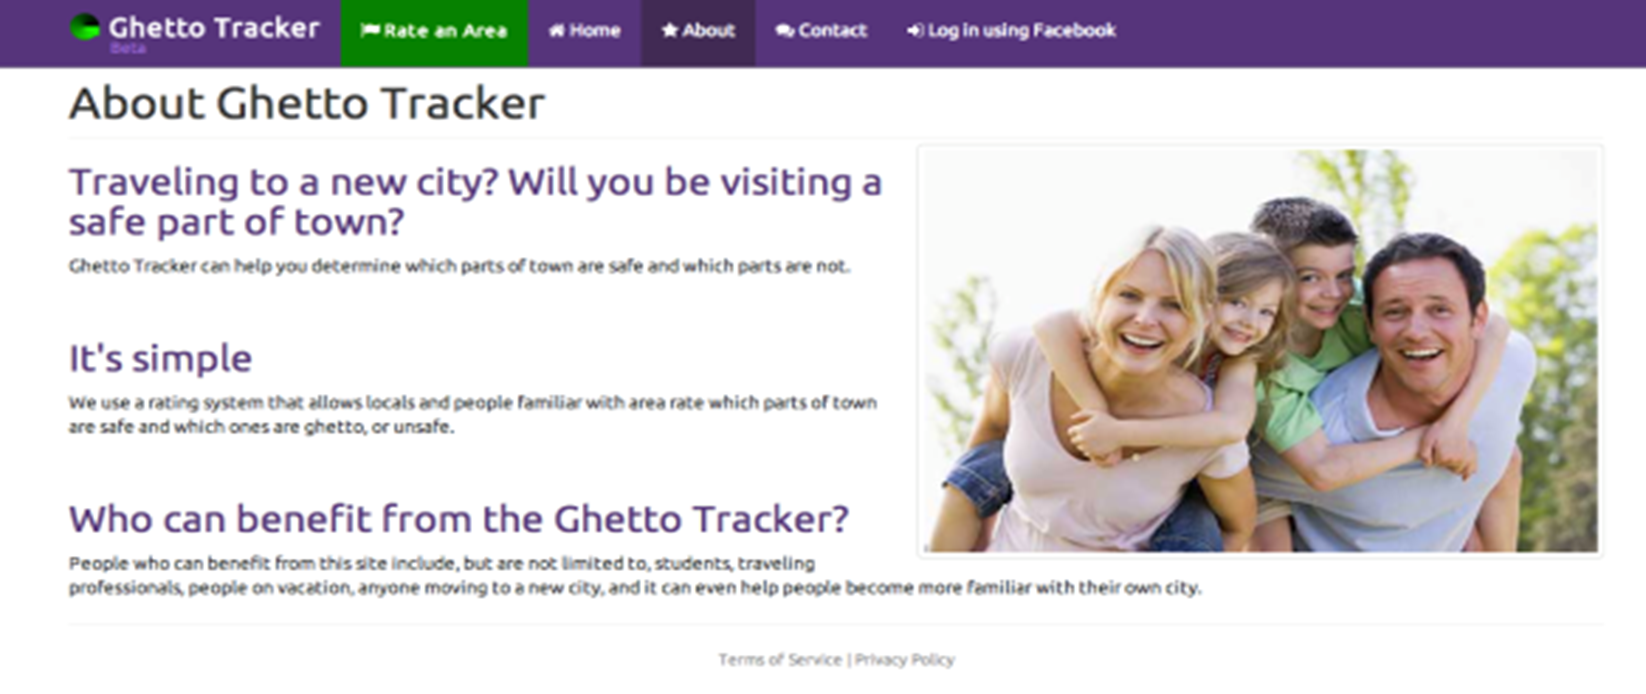 Ghetto Tracker
Beta
Rate an Area
Home
About
Contact
Log in using Facebook
About Ghetto Tracker
Traveling to a new city? Will you be visiting a
safe part of town?
Ghetto Tracker can help you determine which parts of town are safe and which parts are not.
It's simple
We use a rating system that allows locals and people familiar with area rate which parts of town
are safe and which ones are ghetto, or unsafe.
Who can benefit from the Ghetto Tracker?
People who can benefit from this site include, but are not limited to, students, traveling
professionals, people on vacation, anyone moving to a new city, and it can even help people become more familiar with their own city.
Terms of Service | Privacy Policy